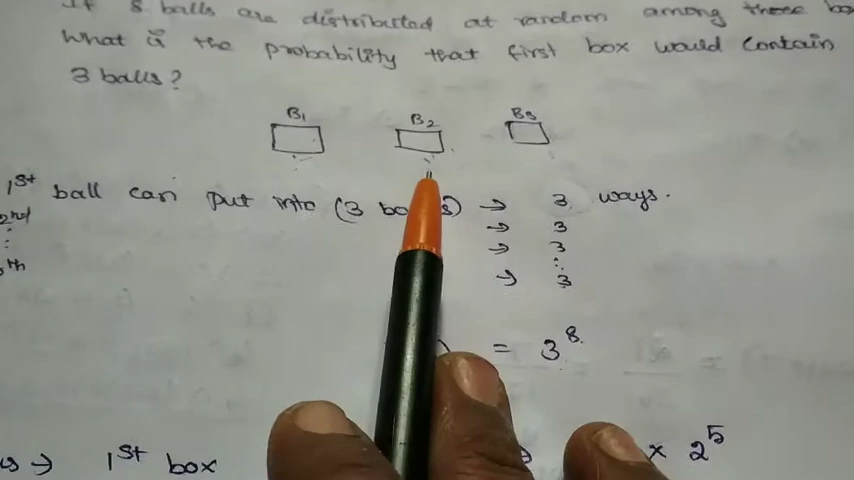 If 8 balls are distributed at random among three
What is the probability that first box would contain
3 balls?
B1 B2 B3
1st ball can put into (3 → 3 ways.
2nd → 3
: → 3
: :
th → 3
= 3^8
→ 1st box × 2^5